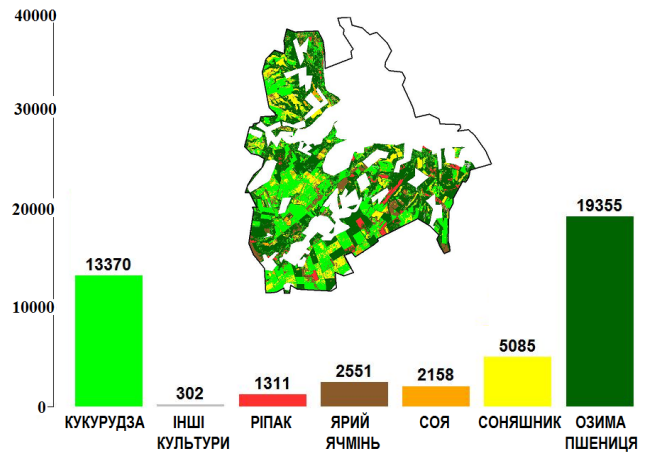 40000
30000
20000
10000
0
19355
13370
5085
2551
2158
1311
302
КУКУРУДЗА
ІНШІ
КУЛЬТУРИ
РІПАК
ЯРИЙ
ЯЧМІНЬ
СОЯ
СОНЯШНИК
ОЗИМА
ПШЕНИЦЯ